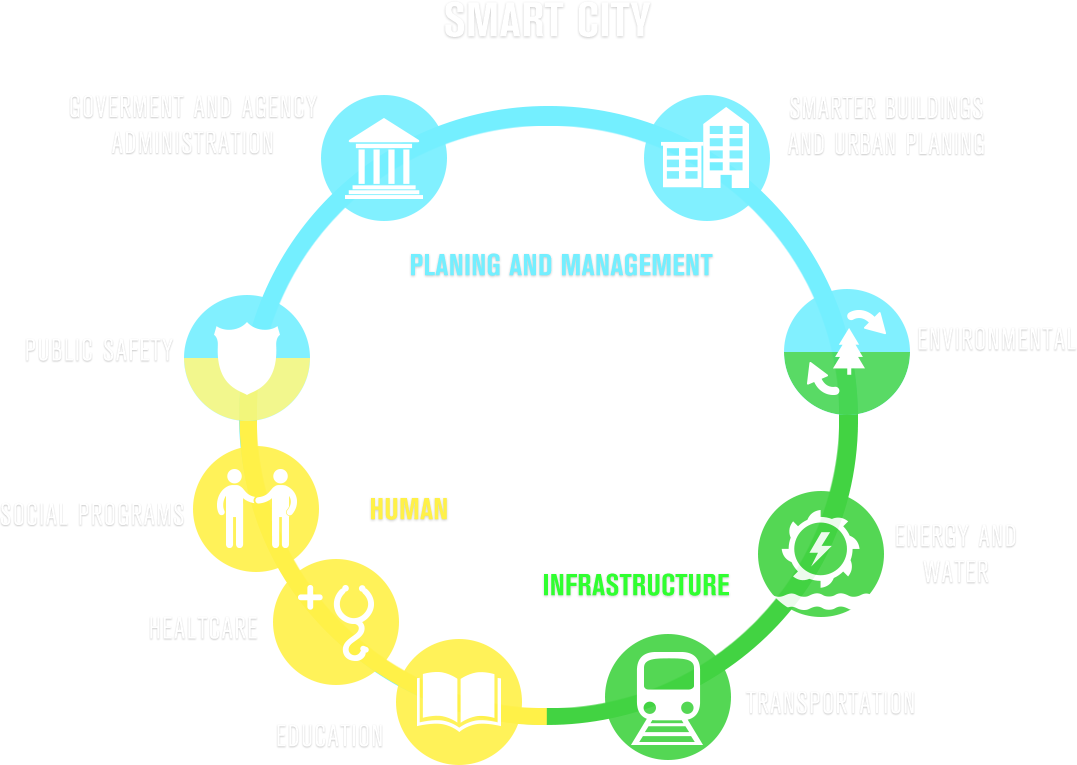 SMART CITY
GOVERMENT AND AGENCY
ADMINISTRATION
SMARTER BUILDINGS
AND URBAN PLANING
PLANING AND MANAGEMENT
PUBLIC SAFETY
ENVIRONMENTAL
SOCIAL PROGRAMS
HUMAN
ENERGY AND
WATER
INFRASTRUCTURE
HEALTCARE
TRANSPORTATION
EDUCATION